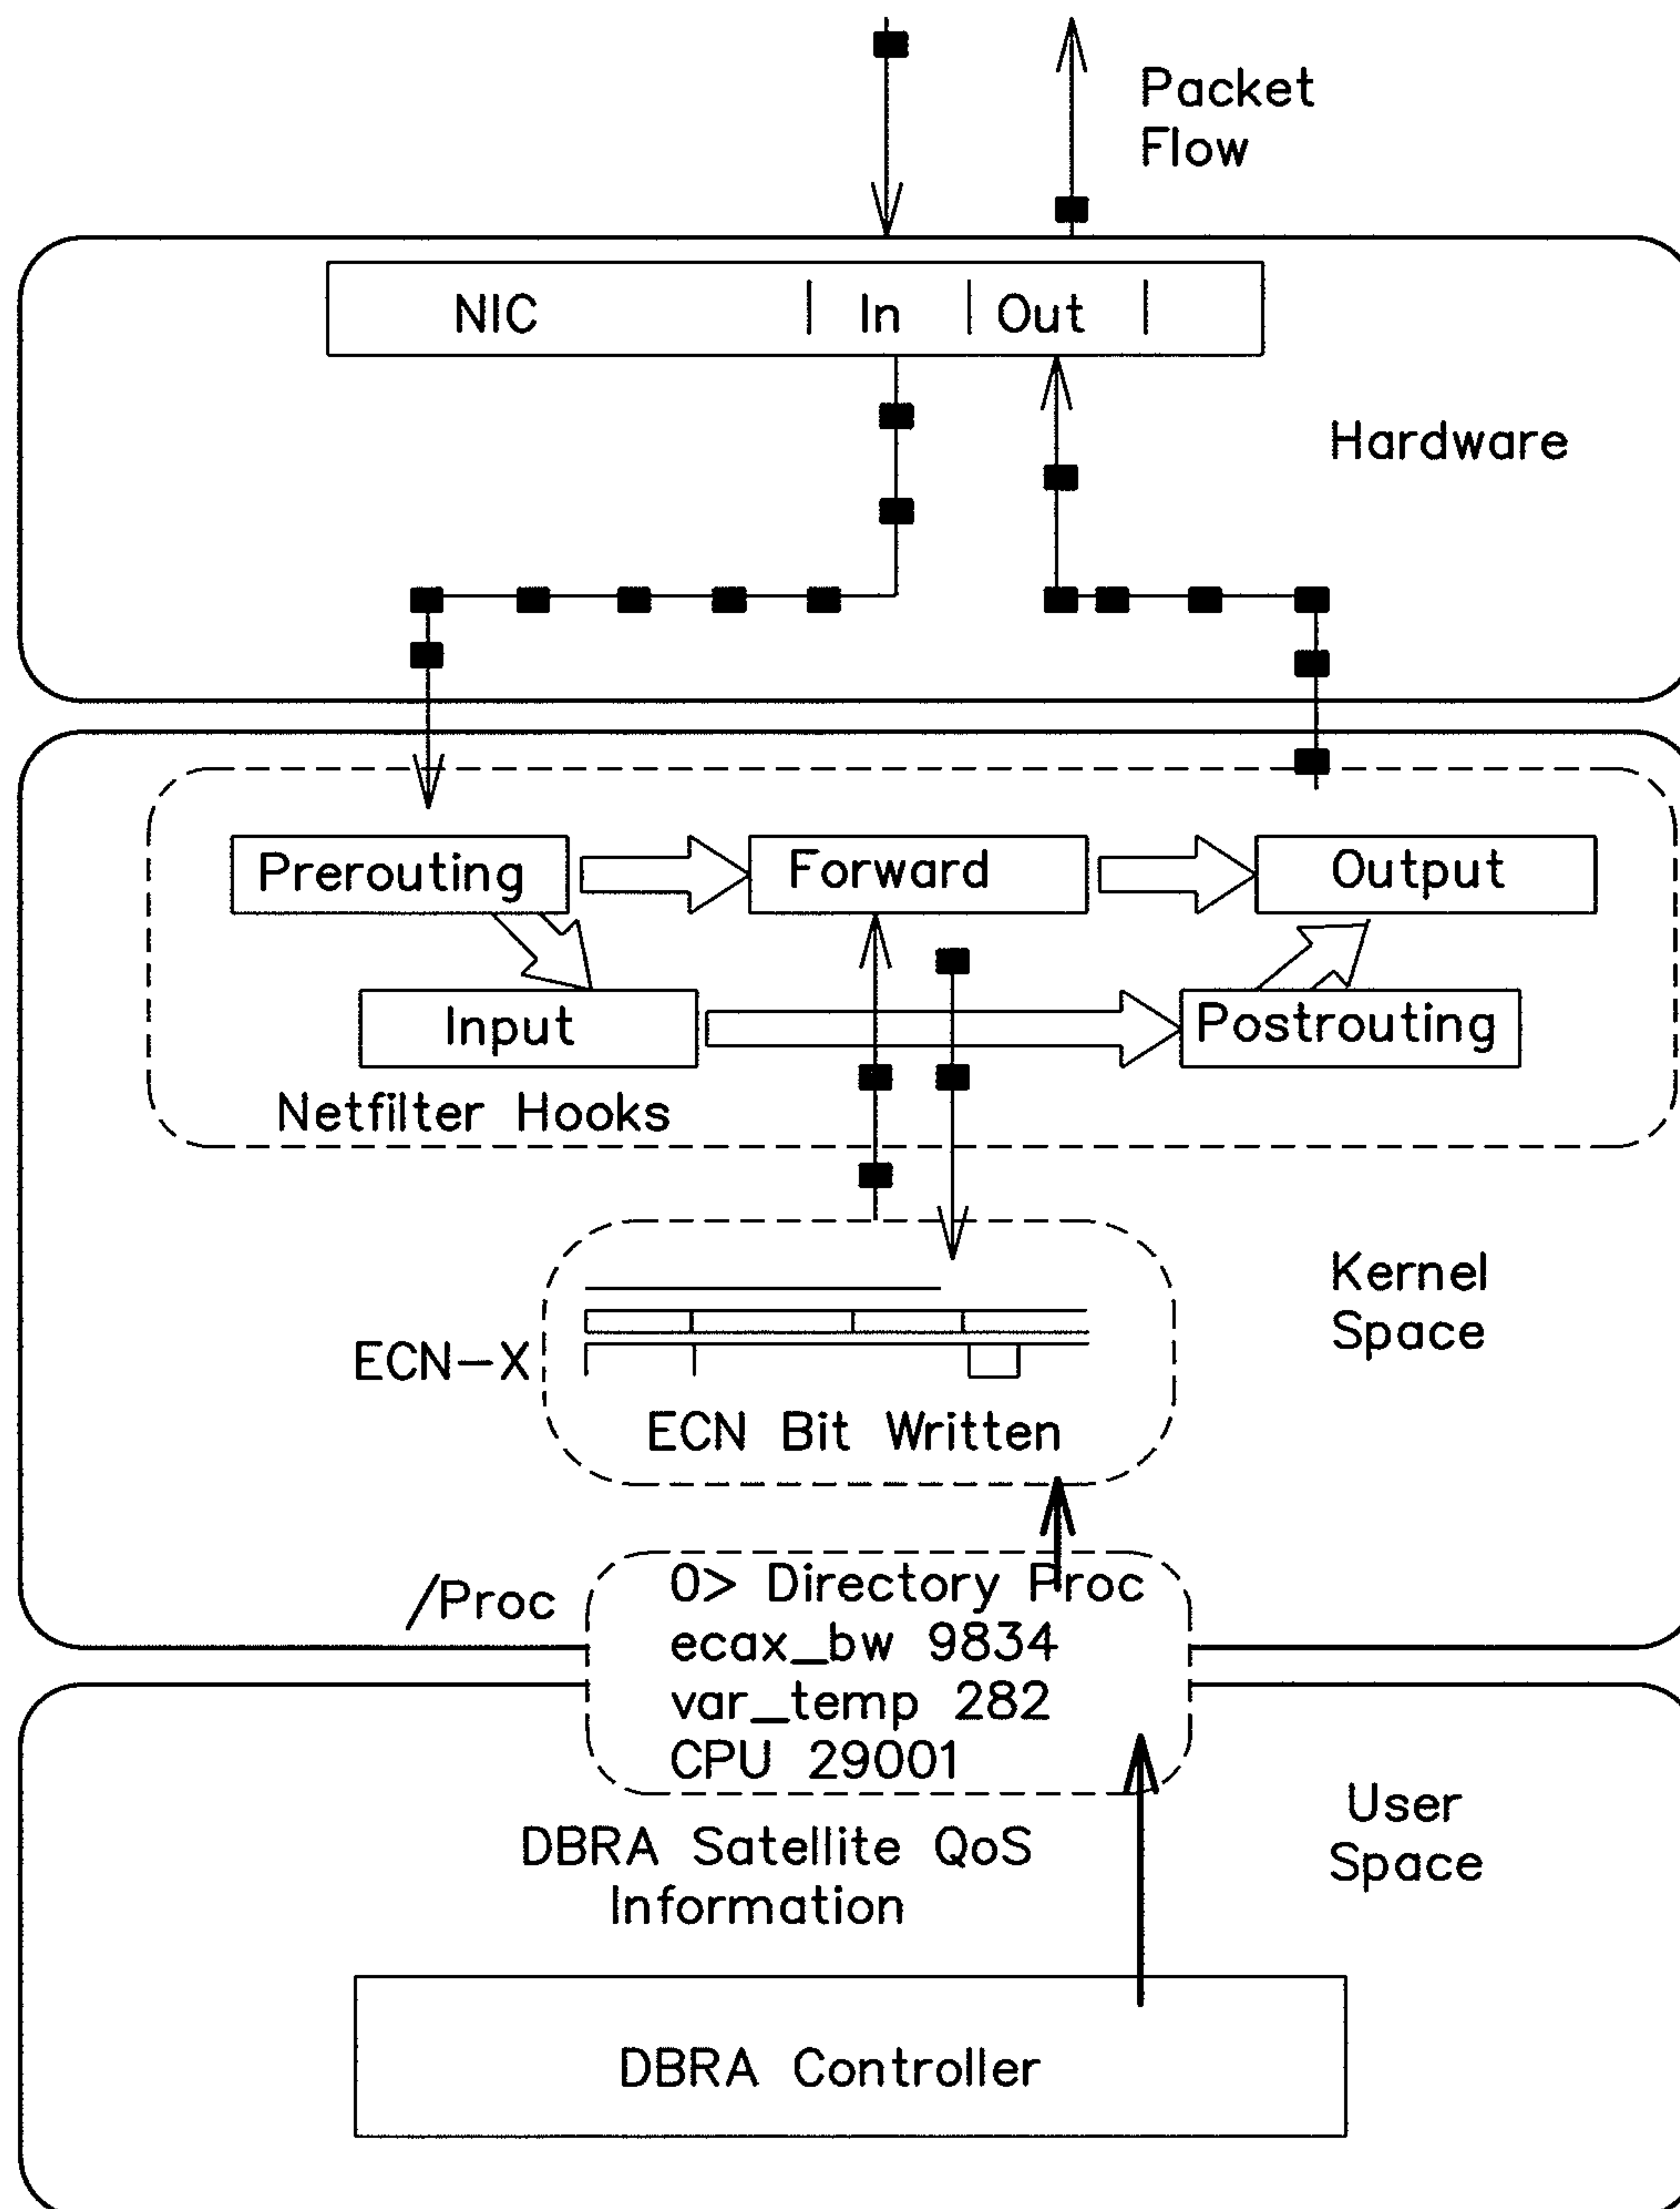 Packet
Flow
NIC | In | Out |
Hardware
Prerouting
Forward
Output
Input
Postrouting
Netfilter Hooks
Kernel
Space
ECN-X
ECN Bit Written
/Proc
0> Directory Proc
ecax_bw 9834
var_temp 282
CPU 29001
User
Space
DBRA Satellite QoS
Information
DBRA Controller